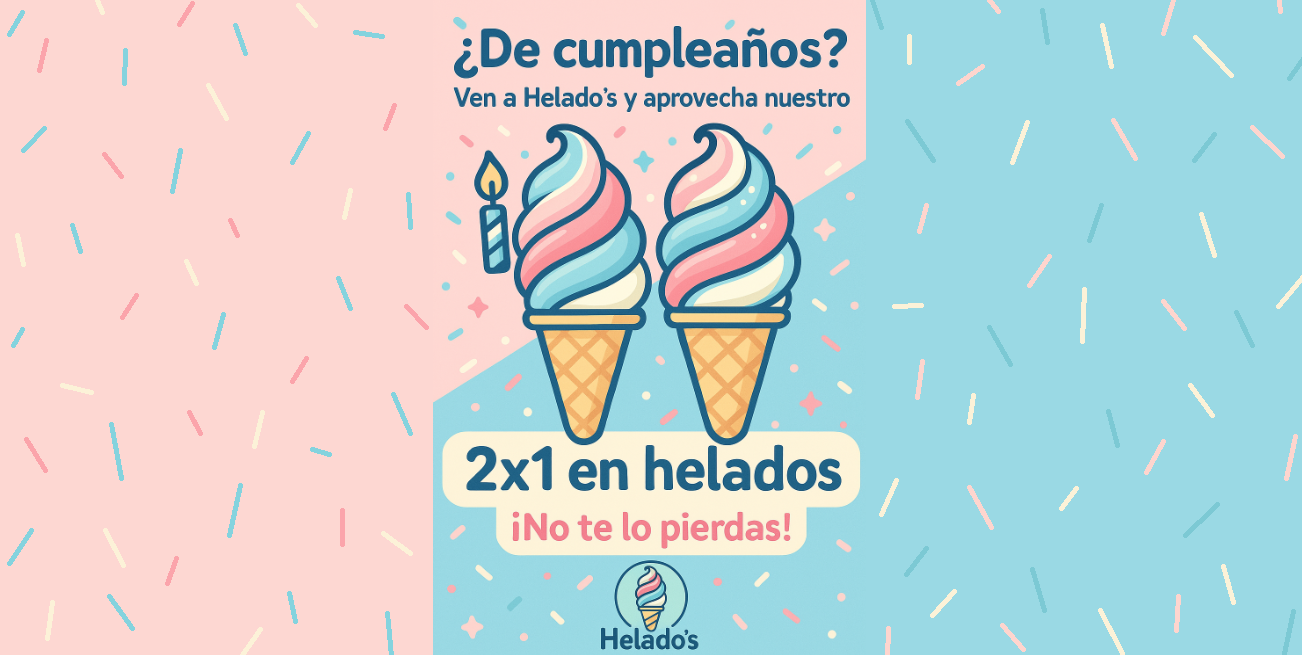 ¿De cumpleaños?
Ven a Helado's y aprovecha nuestro
2x1 en helados
¡No te lo pierdas!
Helado's